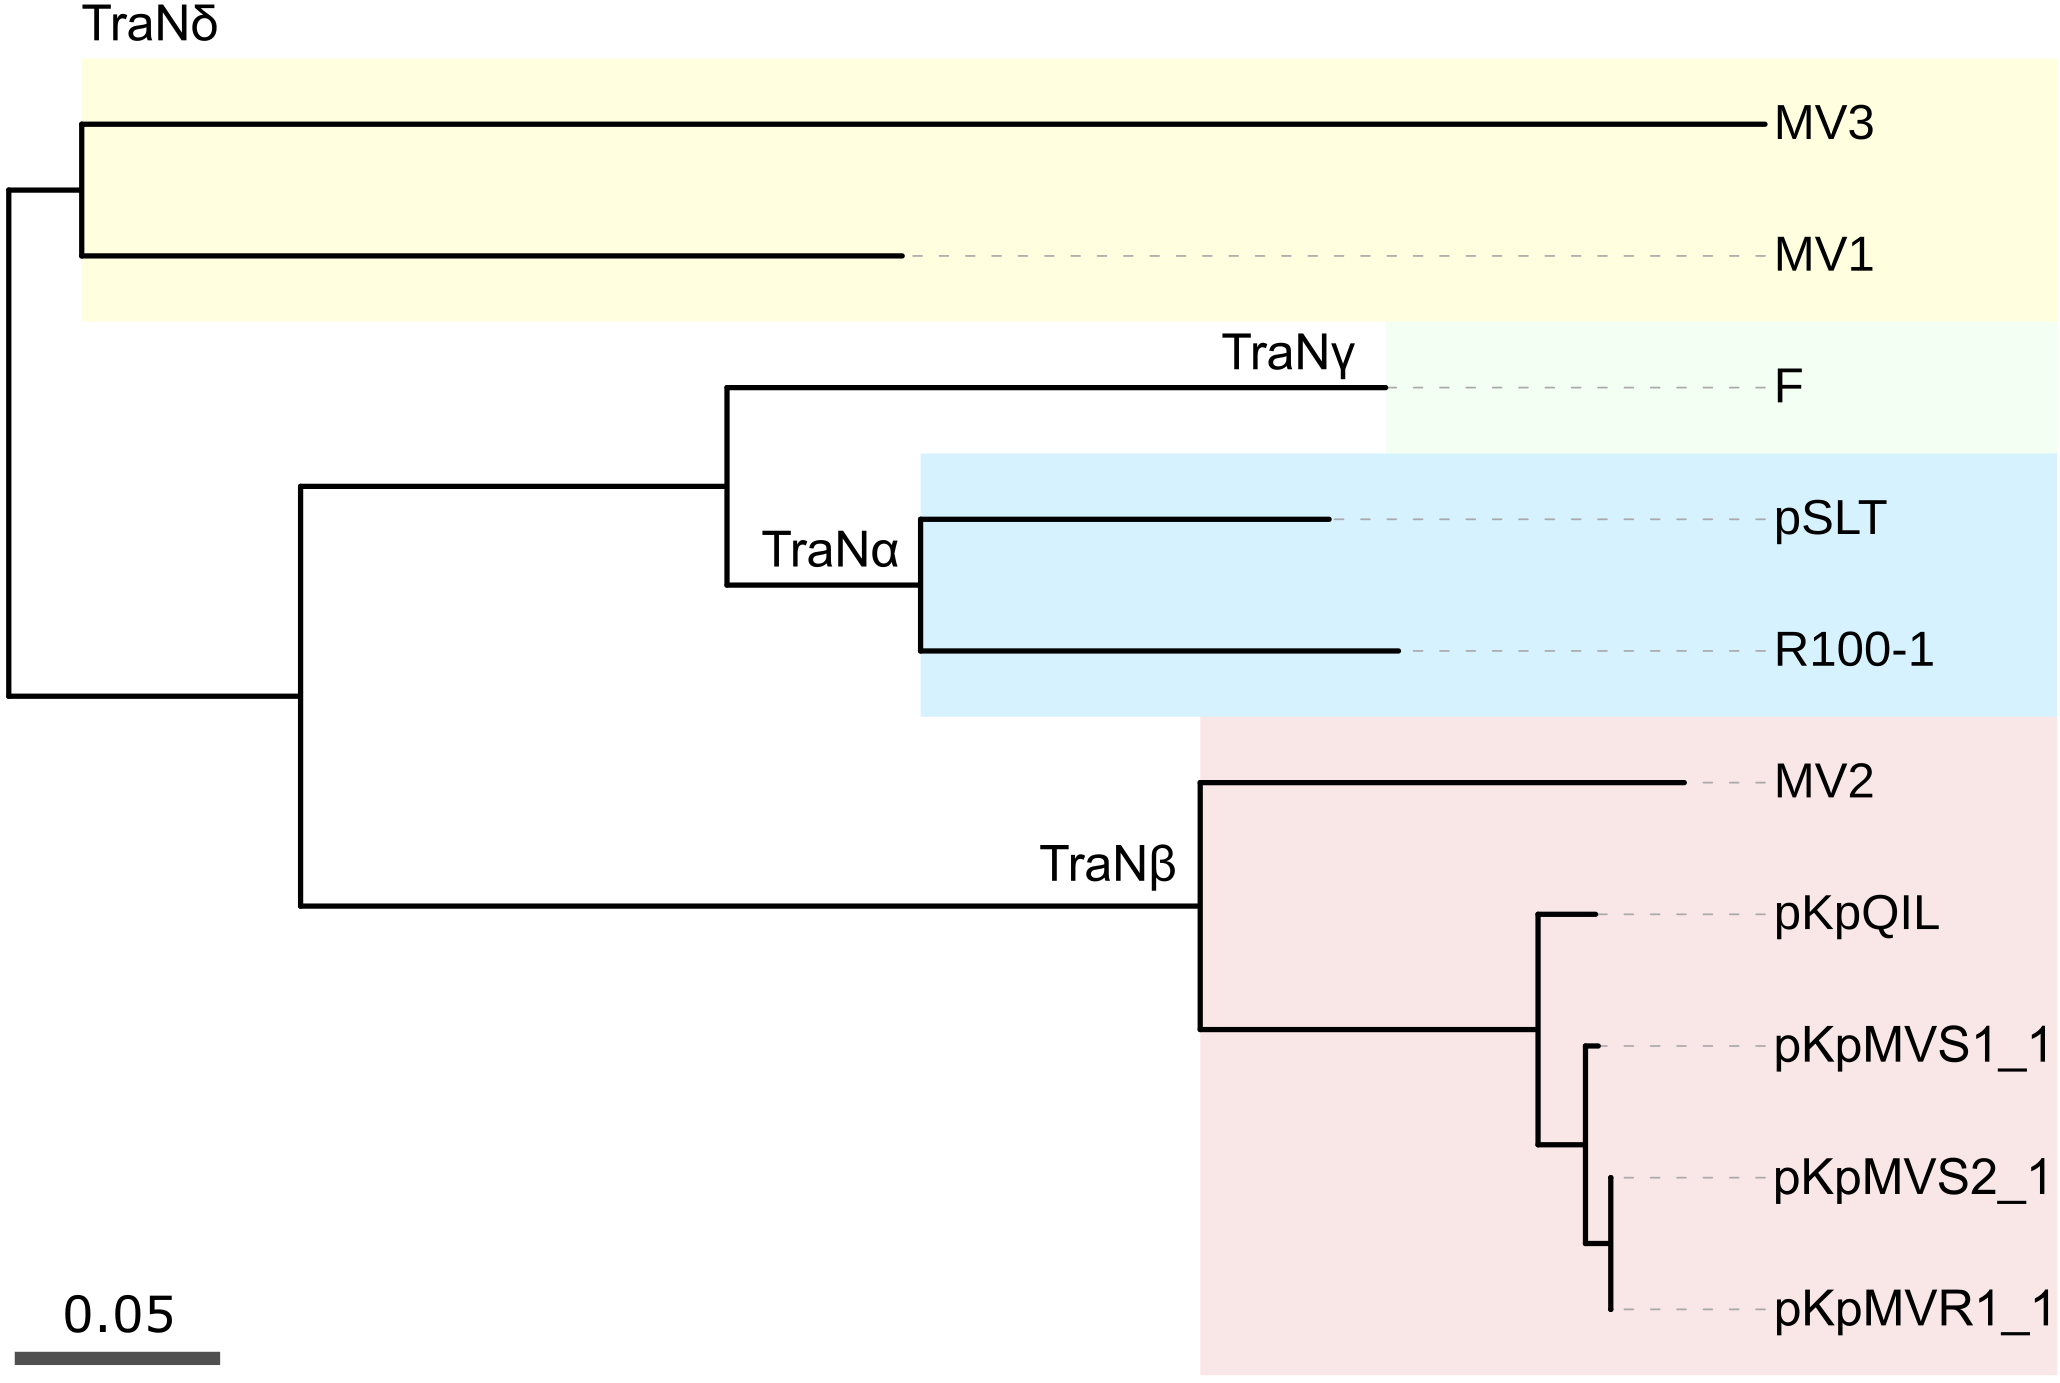 TraNδ
MV3
MV1
TraNγ
F
pSLT
TraNα
R100-1
MV2
TraNβ
pKpQIL
pKpMVS1_1
pKpMVS2_1
pKpMVR1_1
0.05